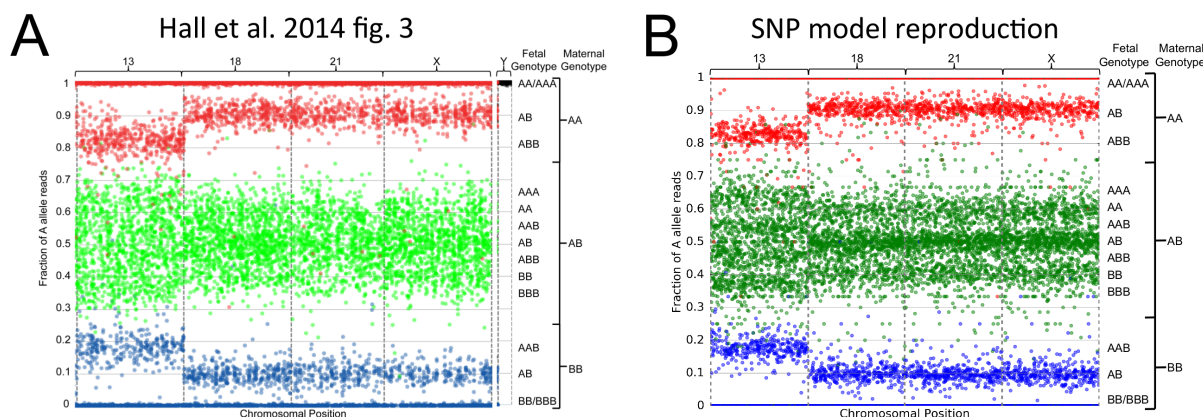 A
Hall et al. 2014 fig. 3
Fetal Genotype
Maternal Genotype
13 18 21 X Y
Fraction of A allele reads
1
0.9
0.8
0.7
0.6
0.5
0.4
0.3
0.2
0.1
0
AA/AAA
AB
ABB
AAA
AA
AAB
AB
ABB
BB
BBB
AAB
AB
BB/BBB
AA
AB
BB
Chromosomal Position
B
SNP model reproduction
Fetal Genotype
Maternal Genotype
13 18 21 X
Fraction of A allele reads
1
0.9
0.8
0.7
0.6
0.5
0.4
0.3
0.2
0.1
0
AA/AAA
AB
ABB
AAA
AA
AAB
AB
ABB
BB
BBB
AAB
AB
BB/BBB
AA
AB
BB
Chromosomal Position